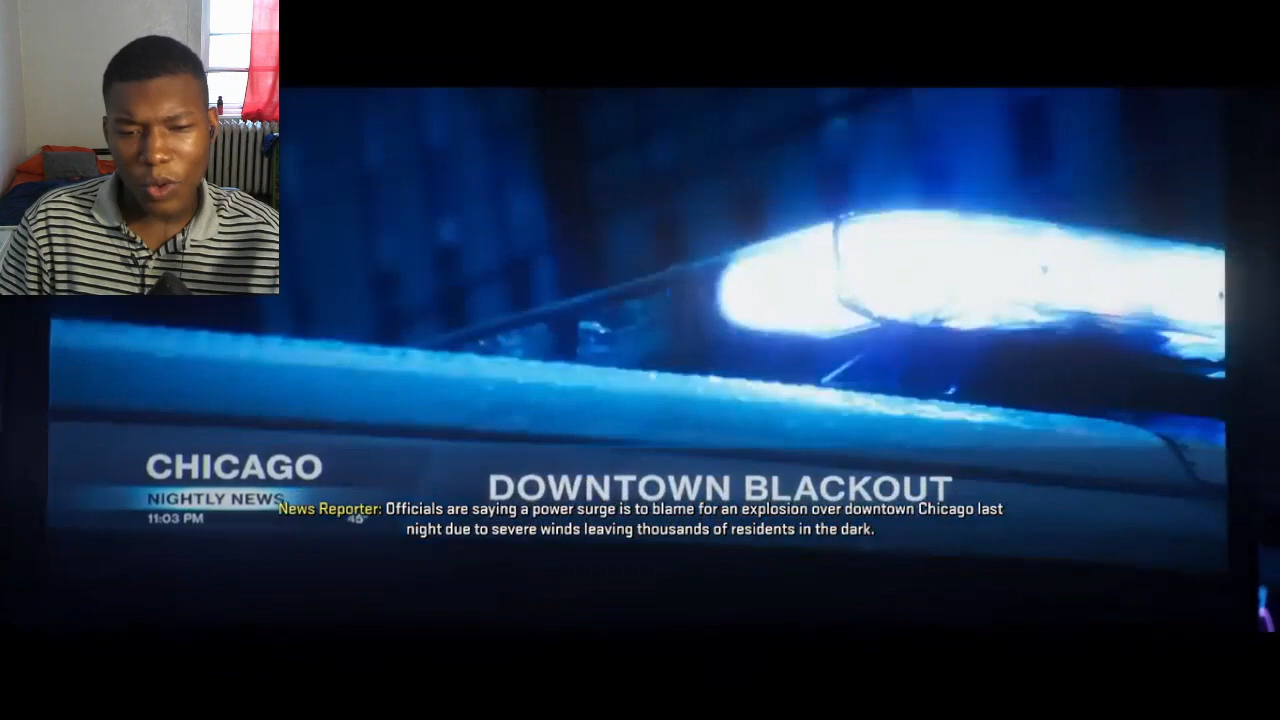 CHICAGO
NIGHTLY NEWS
11:03 PM
45°
DOWNTOWN BLACKOUT
News Reporter: Officials are saying a power surge is to blame for an explosion over downtown Chicago last
night due to severe winds leaving thousands of residents in the dark.